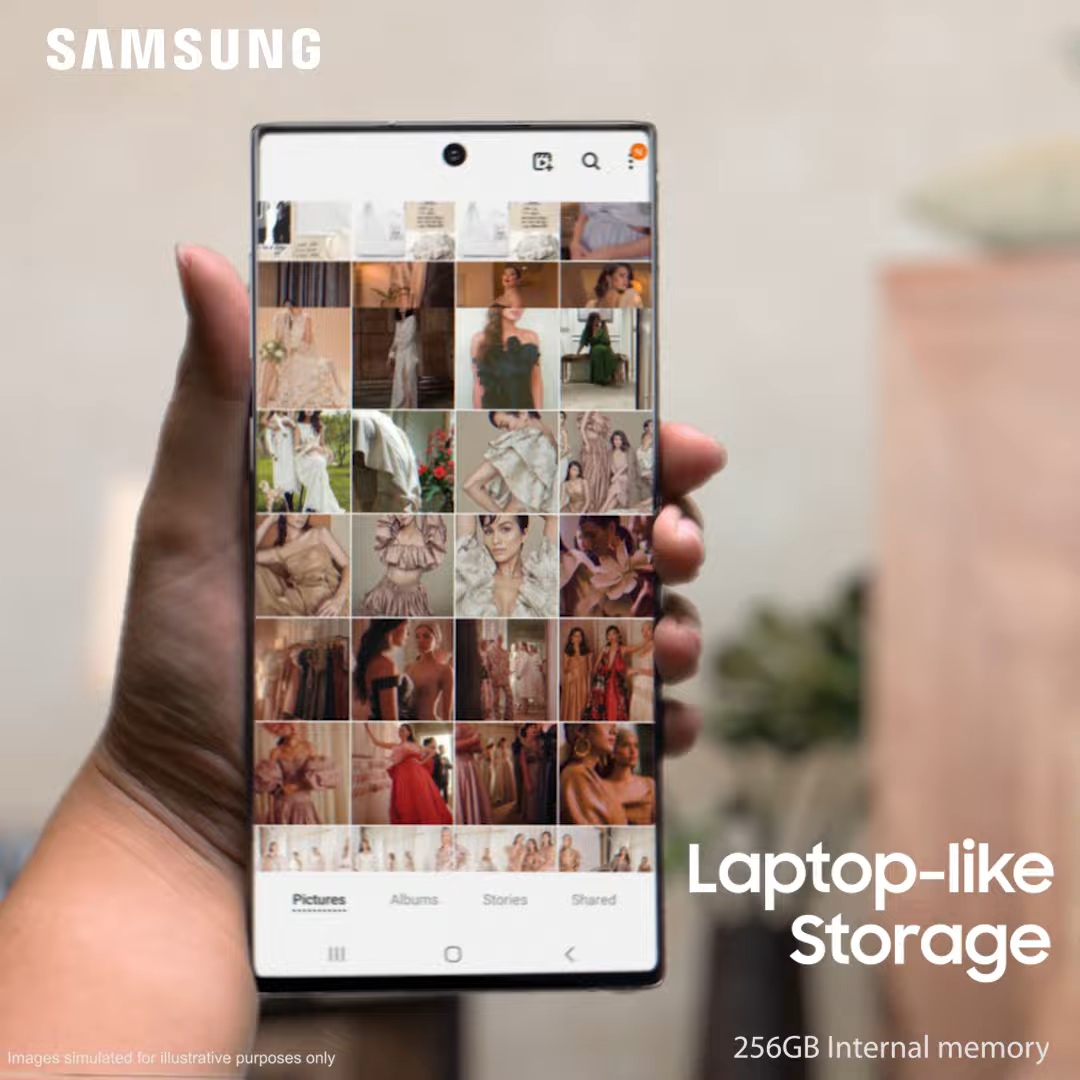 SAMSUNG
Pictures Albums Stories Shared
Laptop-like
Storage
256GB Internal memory
Images simulated for illustrative purposes only